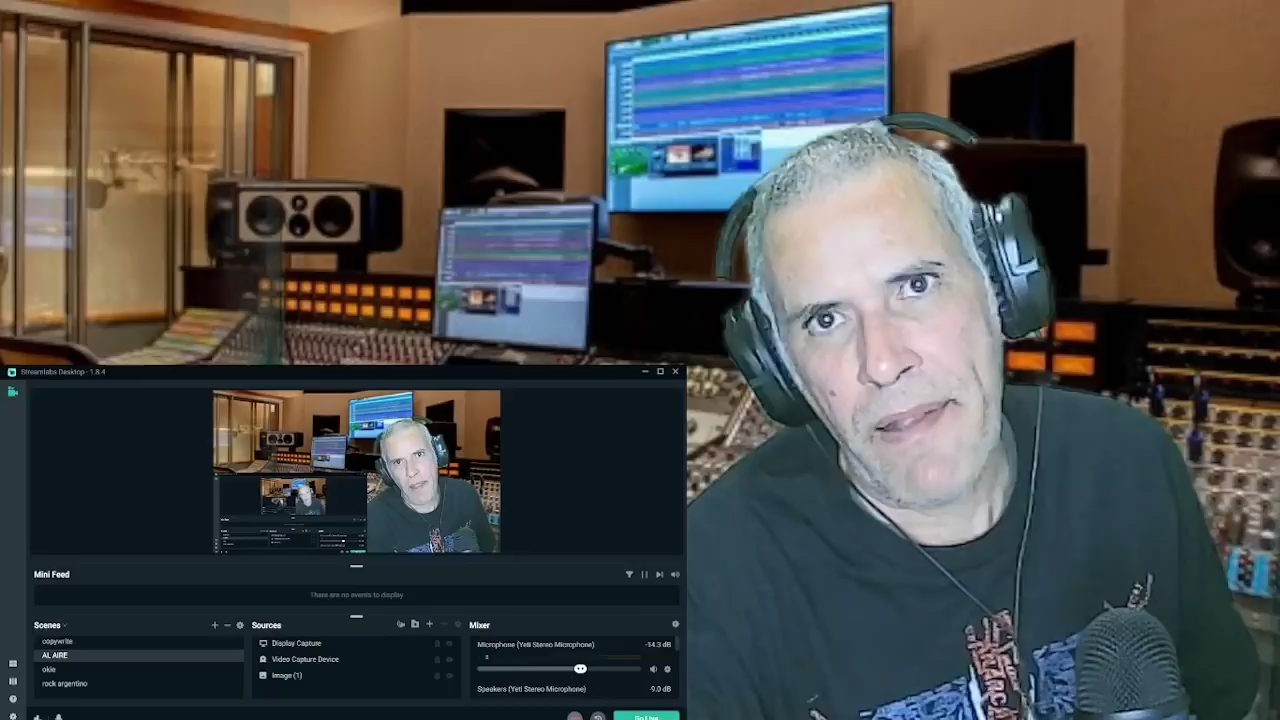 Streamlabs Desktop - 1.8.4
Mini Feed
There are no events to display
Scenes
copywrite
AL AIRE
okie
rock argentino
Sources
Display Capture
Video Capture Device
Image (1)
Mixer
Microphone (Yeti Stereo Microphone) -14.3 dB
Speakers (Yeti Stereo Microphone) -9.0 dB
Go Live